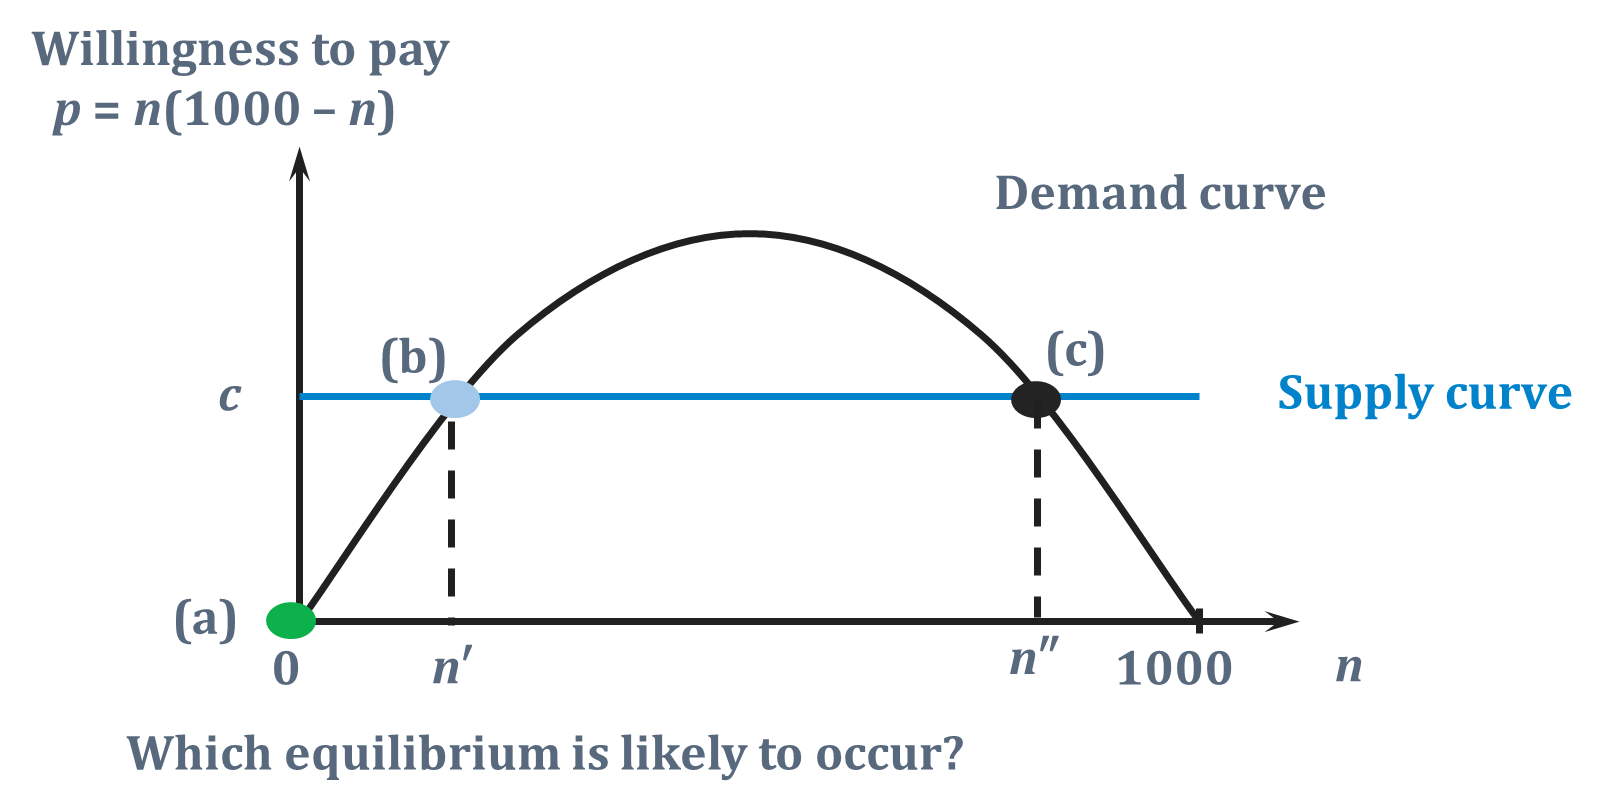 Willingness to pay
p = n(1000 – n)
Demand curve
(b)
(c)
c
Supply curve
(a)
0
n′
n″
1000
n
Which equilibrium is likely to occur?